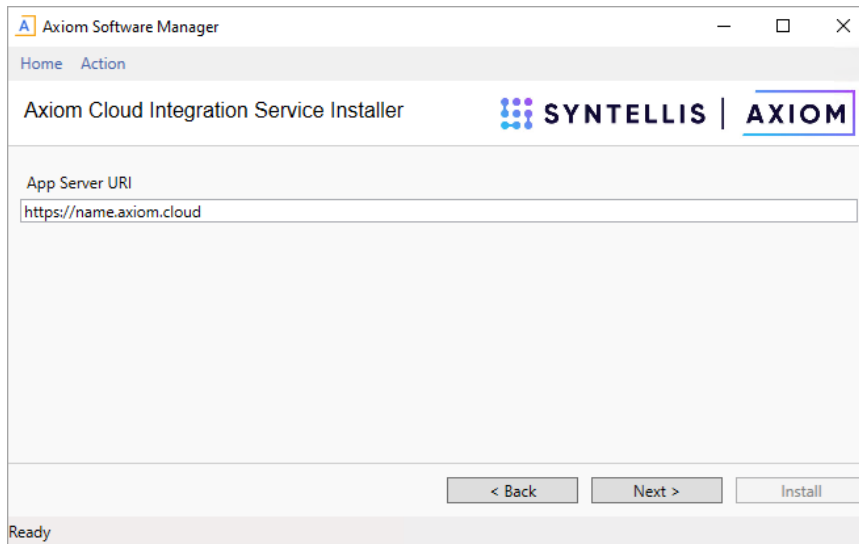 A Axiom Software Manager
Home Action
Axiom Cloud Integration Service Installer
SYNTELLIS | AXIOM
App Server URI
https://name.axiom.cloud
< Back Next > Install
Ready